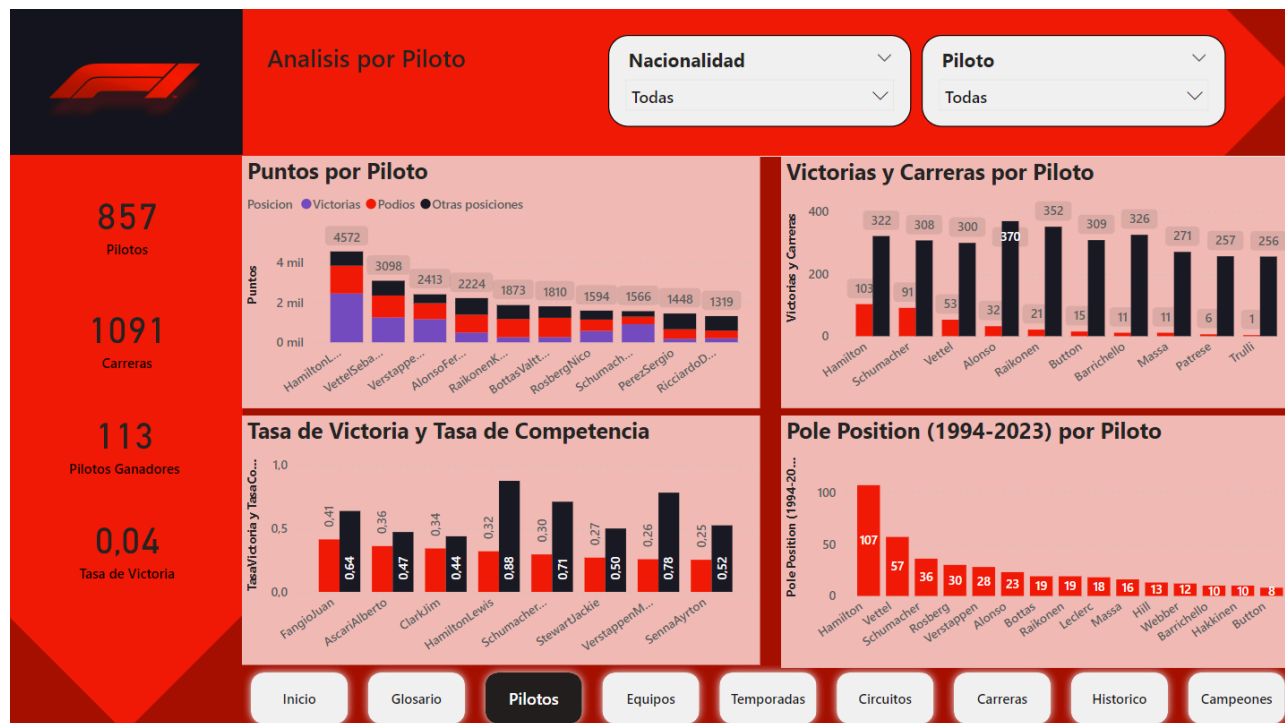 Analisis por Piloto
Nacionalidad
Todas
Piloto
Todas
857
Pilotos
1091
Carreras
113
Pilotos Ganadores
0,04
Tasa de Victoria
Puntos por Piloto
Posicion Victorias Podios Otras posiciones
Puntos
4 mil
2 mil
0 mil
4572 3098 2413 2224 1873 1810 1594 1566 1448 1319
HamiltonL... VettelSeba... Verstappe... AlonsoFer... RaikonenK... BottasValtt... RosbergNico Schumach... PerezSergio RicciardoD...
Victorias y Carreras por Piloto
Victorias y Carreras
400
200
0
322 308 300 370 352 309 326 271 257 256
103 91 53 32 21 15 11 11 6 1
Hamilton Schumacher Vettel Alonso Raikonen Button Barrichello Massa Patrese Trulli
Tasa de Victoria y Tasa de Competencia
TasaVictoria y TasaCo...
1,0
0,5
0,0
0,41 0,36 0,34 0,32 0,30 0,27 0,26 0,25
0,64 0,47 0,44 0,88 0,71 0,50 0,78 0,52
FangioJuan AscariAlberto ClarkJim HamiltonLewis Schumacher... StewartJackie VerstappenM... SennaAyrton
Pole Position (1994-2023) por Piloto
Pole Position (1994-20...
100
50
0
107 57 36 30 28 23 19 19 18 16 13 12 10 10 8
Hamilton Vettel Schumacher Rosberg Verstappen Alonso Bottas Raikonen Leclerc Massa Hill Webber Barrichello Hakkinen Button
Inicio
Glosario
Pilotos
Equipos
Temporadas
Circuitos
Carreras
Historico
Campeones